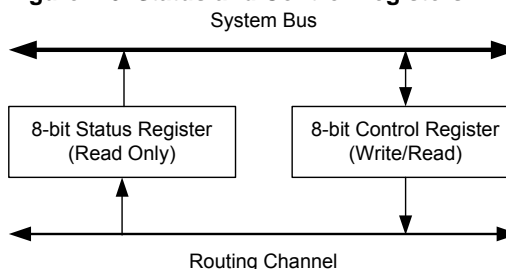 System Bus
8-bit Status Register
(Read Only)
8-bit Control Register
(Write/Read)
Routing Channel